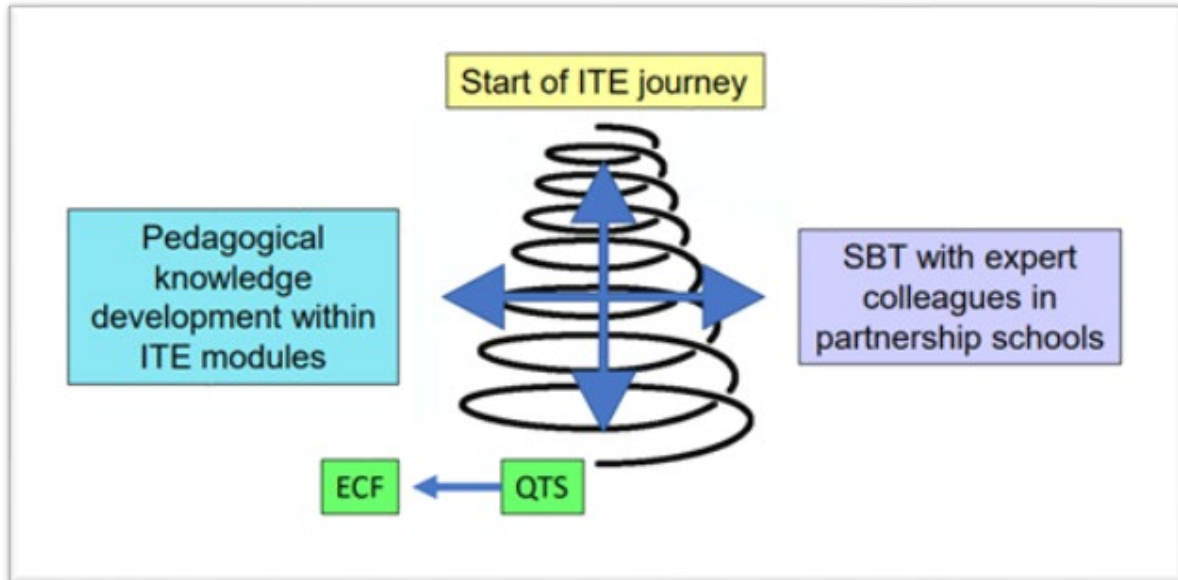 Start of ITE journey
Pedagogical
knowledge
development within
ITE modules
SBT with expert
colleagues in
partnership schools
ECF
QTS